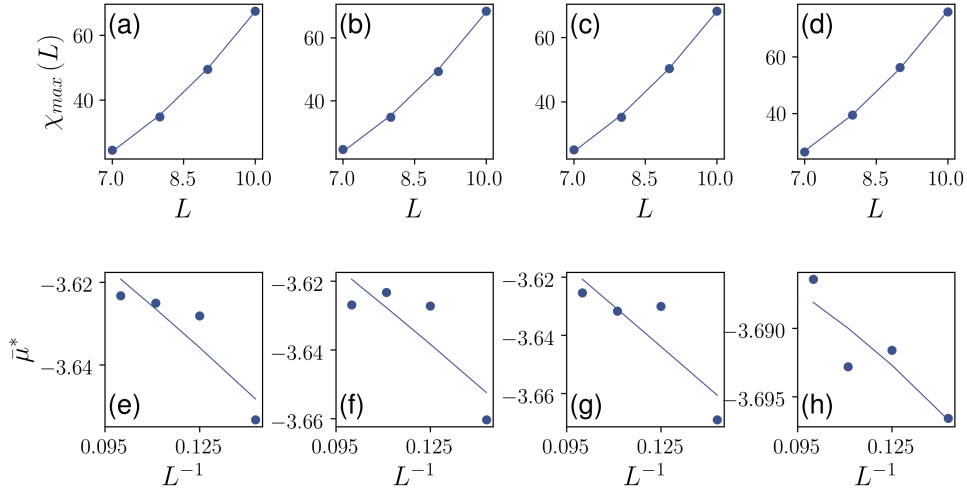 (a) (b) (c) (d)
χmax(L)
60 60 60 60
40 40 40 40
7.0 8.5 10.0 7.0 8.5 10.0 7.0 8.5 10.0 7.0 8.5 10.0
L L L L
−3.62 −3.62 −3.62 −3.690
−3.64 −3.64 −3.64 −3.695
−3.66 −3.66
μ̄*
(e) (f) (g) (h)
0.095 0.125 0.095 0.125 0.095 0.125 0.095 0.125
L⁻¹ L⁻¹ L⁻¹ L⁻¹